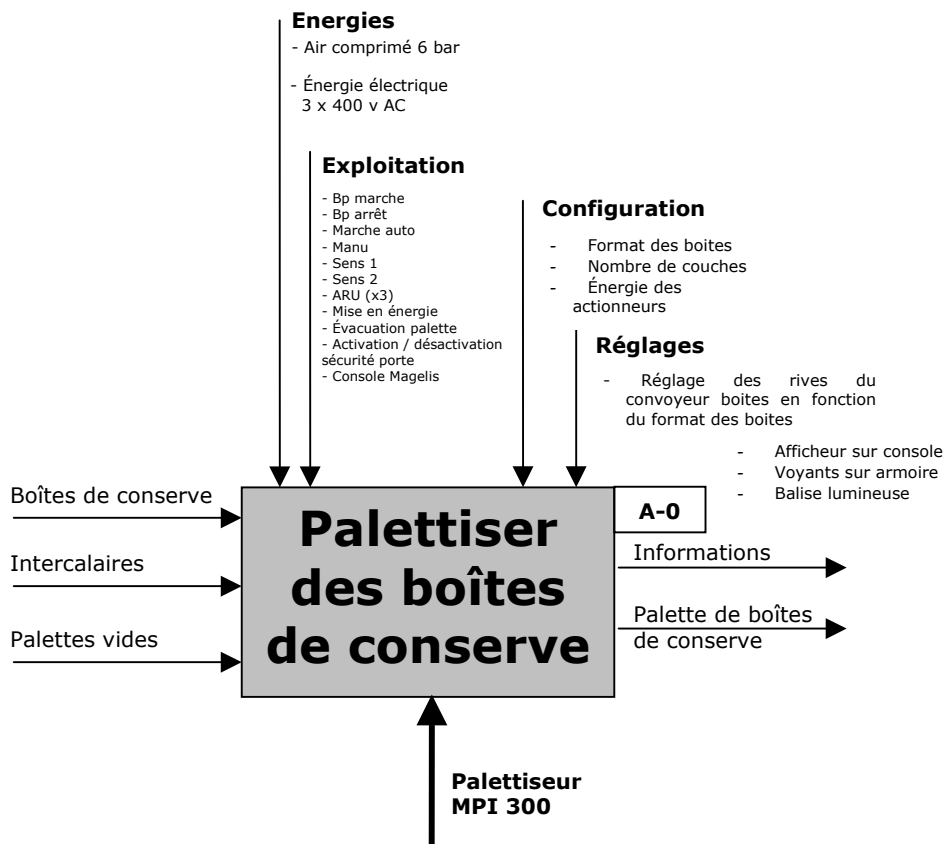 Energies
- Air comprimé 6 bar
- Énergie électrique
3 x 400 v AC
Exploitation
- Bp marche
- Bp arrêt
- Marche auto
- Manu
- Sens 1
- Sens 2
- ARU (x3)
- Mise en énergie
- Évacuation palette
- Activation / désactivation
sécurité porte
- Console Magelis
Configuration
- Format des boites
- Nombre de couches
- Énergie des
actionneurs
Réglages
- Réglage des rives du
convoyeur boites en fonction
du format des boites
- Afficheur sur console
- Voyants sur armoire
- Balise lumineuse
Boîtes de conserve
Intercalaires
Palettes vides
Palettiser
des boîtes
de conserve
A-0
Informations
Palette de boîtes
de conserve
Palettiseur
MPI 300